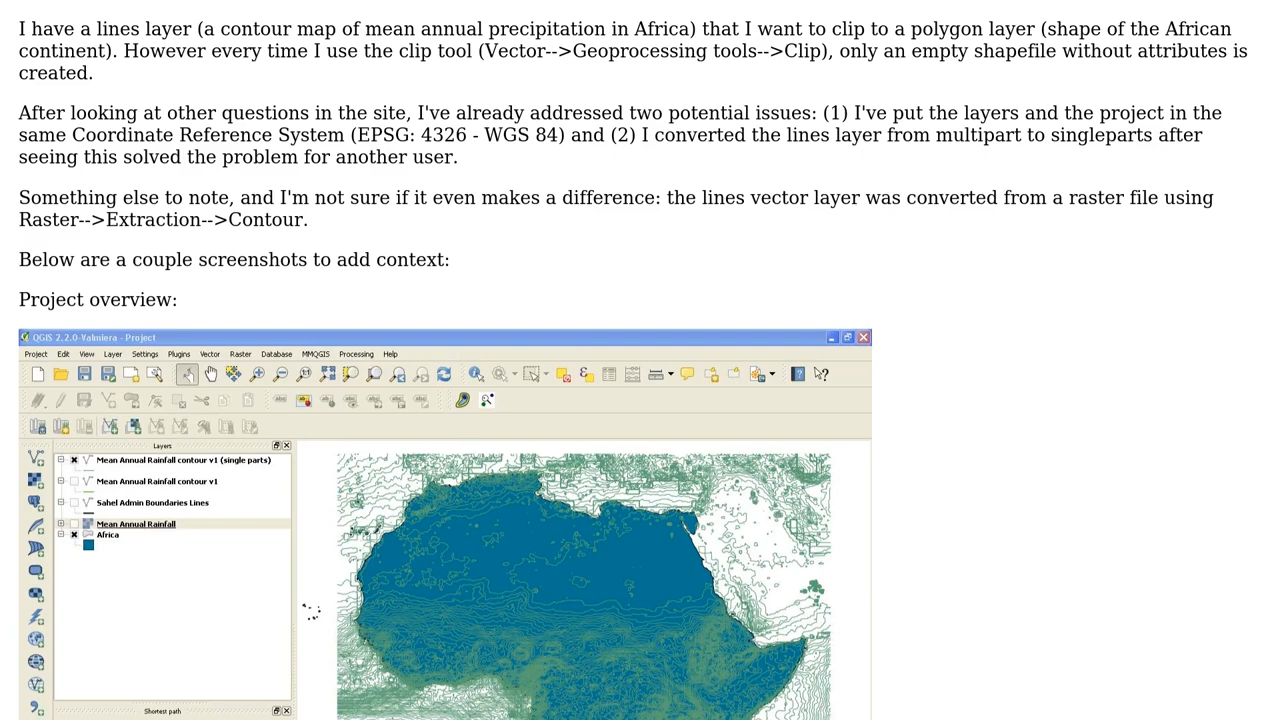 I have a lines layer (a contour map of mean annual precipitation in Africa) that I want to clip to a polygon layer (shape of the African
continent). However every time I use the clip tool (Vector-->Geoprocessing tools-->Clip), only an empty shapefile without attributes is
created.
After looking at other questions in the site, I've already addressed two potential issues: (1) I've put the layers and the project in the
same Coordinate Reference System (EPSG: 4326 - WGS 84) and (2) I converted the lines layer from multipart to singleparts after
seeing this solved the problem for another user.
Something else to note, and I'm not sure if it even makes a difference: the lines vector layer was converted from a raster file using
Raster-->Extraction-->Contour.
Below are a couple screenshots to add context:
Project overview:
QGIS 2.2.0-Valmiera - Project
Project Edit View Layer Settings Plugins Vector Raster Database MMQGIS Processing Help
Layers
Mean Annual Rainfall contour v1 (single parts)
Mean Annual Rainfall contour v1
Sahel Admin Boundaries Lines
Mean Annual Rainfall
Africa
Shortest path